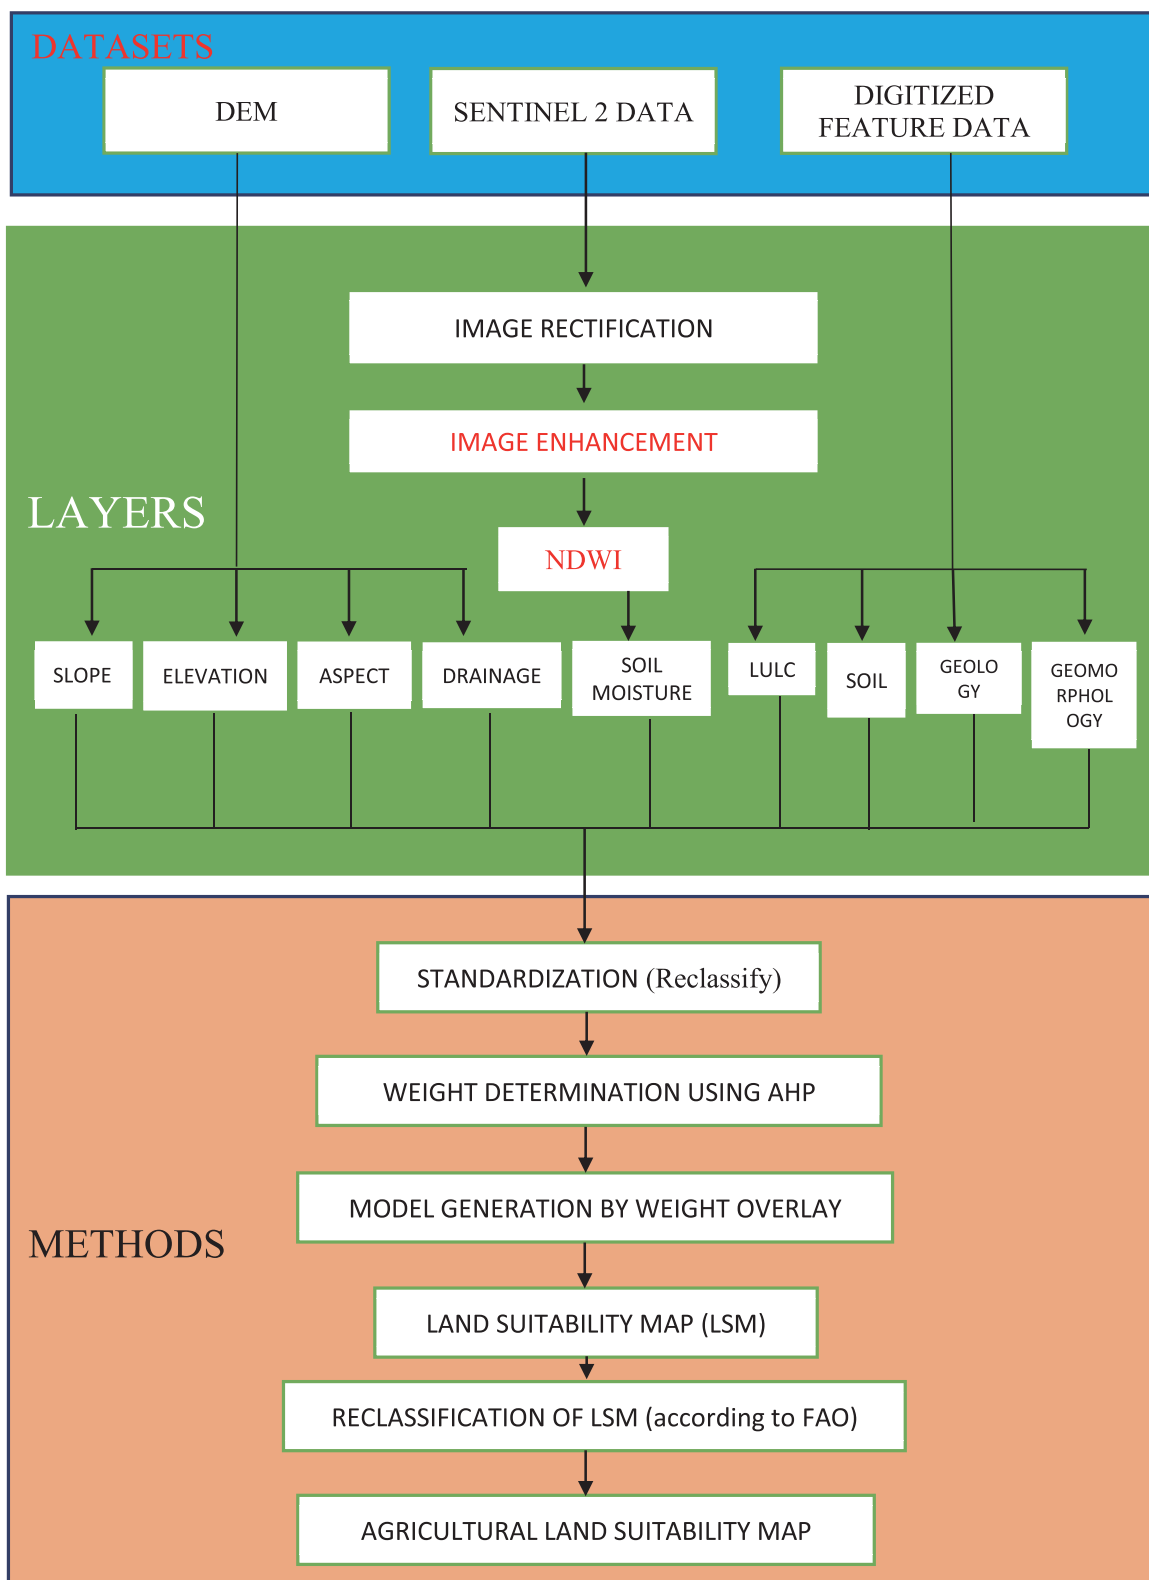 DATASETS
DEM
SENTINEL 2 DATA
DIGITIZED
FEATURE DATA
IMAGE RECTIFICATION
IMAGE ENHANCEMENT
LAYERS
NDWI
SLOPE
ELEVATION
ASPECT
DRAINAGE
SOIL
MOISTURE
LULC
SOIL
GEOLO
GY
GEOMO
RPHOL
OGY
STANDARDIZATION (Reclassify)
WEIGHT DETERMINATION USING AHP
MODEL GENERATION BY WEIGHT OVERLAY
METHODS
LAND SUITABILITY MAP (LSM)
RECLASSIFICATION OF LSM (according to FAO)
AGRICULTURAL LAND SUITABILITY MAP